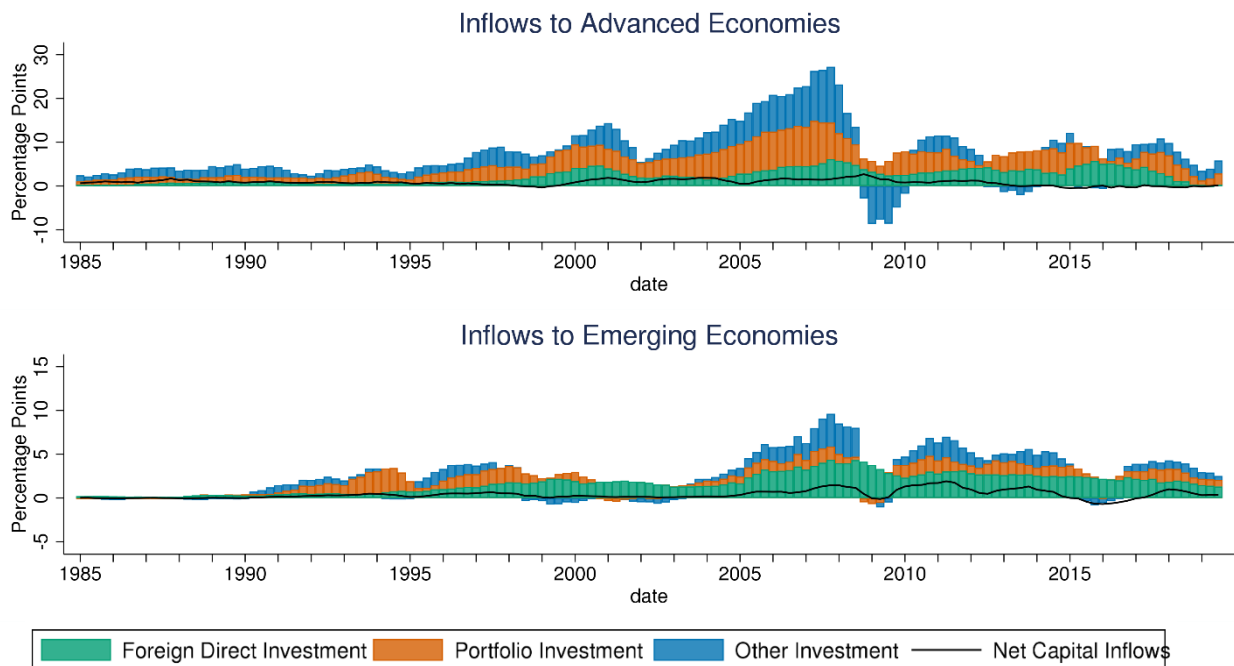 Inflows to Advanced Economies
Percentage Points
30
20
10
0
-10
1985 1990 1995 2000 2005 2010 2015
date
Inflows to Emerging Economies
Percentage Points
15
10
5
0
-5
1985 1990 1995 2000 2005 2010 2015
date
Foreign Direct Investment Portfolio Investment Other Investment Net Capital Inflows